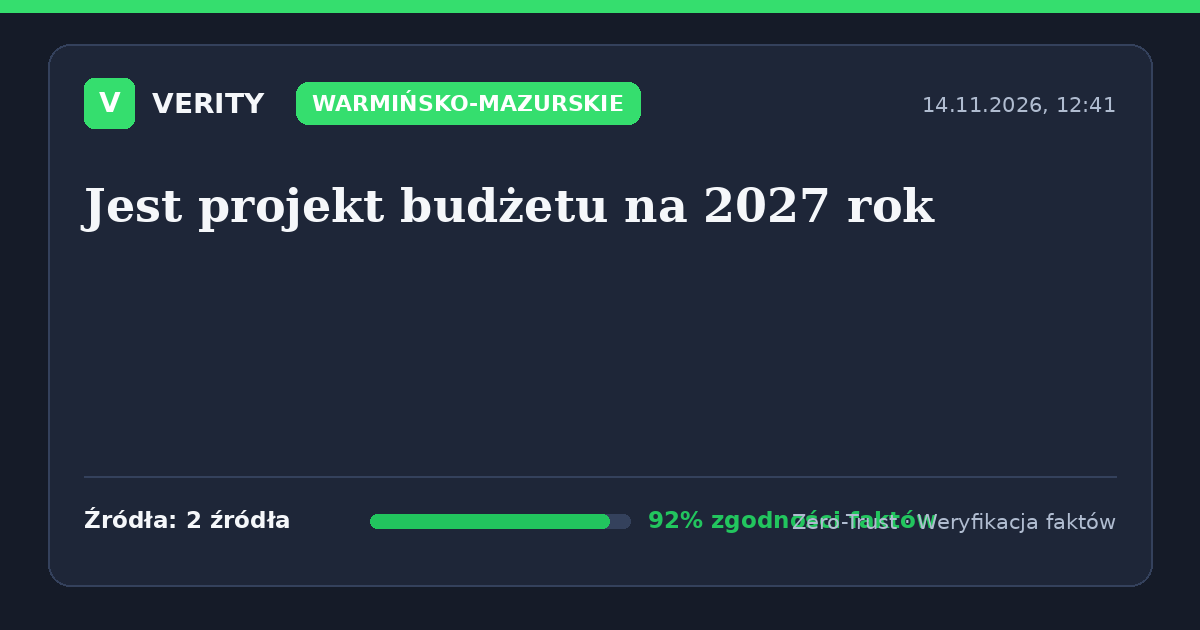 V VERITY WARMIŃSKO-MAZURSKIE 14.11.2026, 12:41
Jest projekt budżetu na 2027 rok
Źródła: 2 źródła 92% zgodności faktów Zero-Trust · Weryfikacja faktów